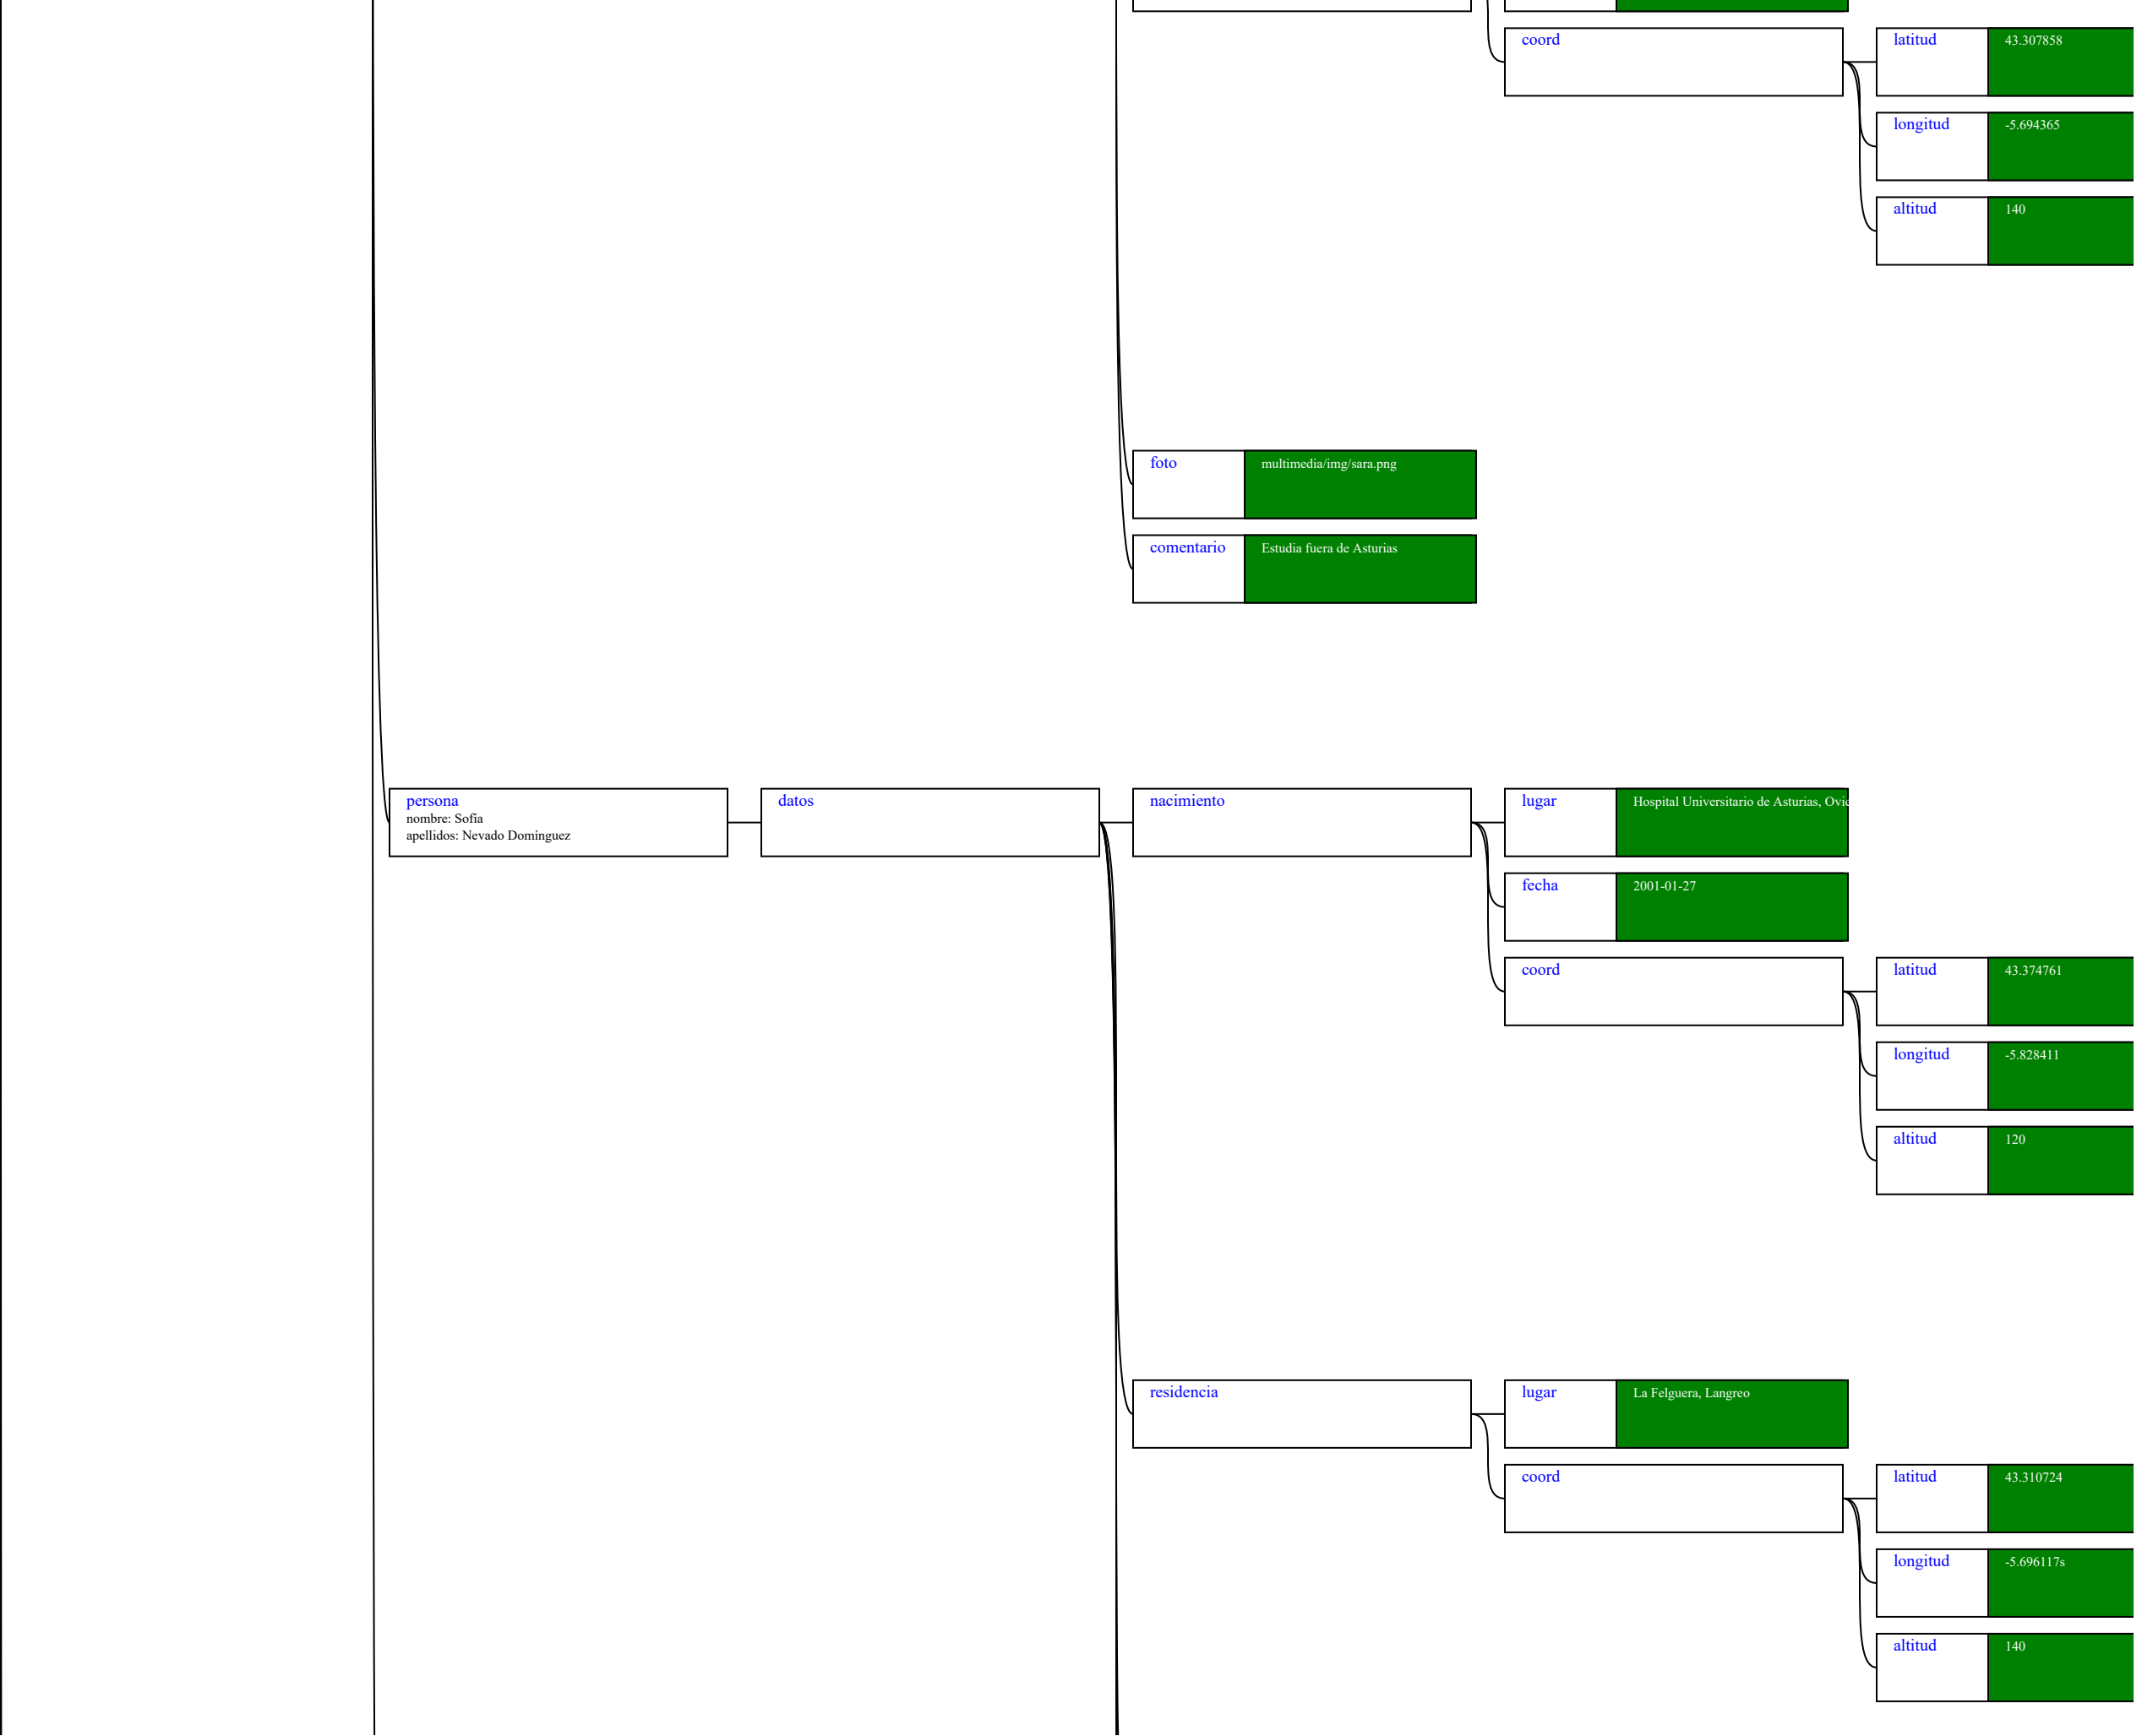 coord
latitud 43.307858
longitud -5.694365
altitud 140
foto multimedia/img/sara.png
comentario Estudia fuera de Asturias
persona
nombre: Sofía
apellidos: Nevado Domínguez
datos
nacimiento
lugar Hospital Universitario de Asturias,
fecha 2001-01-27
coord
latitud 43.374761
longitud -5.828411
altitud 120
residencia
lugar La Felguera, Langreo
coord
latitud 43.310724
longitud -5.696117s
altitud 140